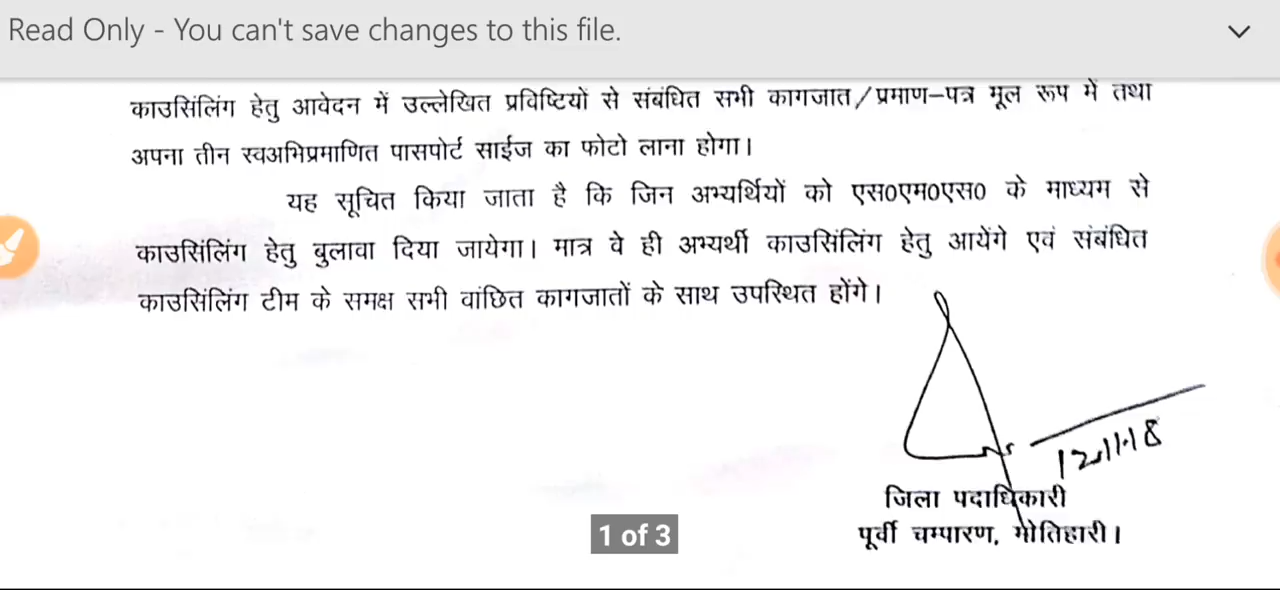 Read Only - You can't save changes to this file.
काउसिंलिंग हेतु आवेदन में उल्लेखित प्रविष्टियों से संबंधित सभी कागजात/प्रमाण-पत्र मूल रूप में तथा
अपना तीन स्वअभिप्रमाणित पासपोर्ट साईज का फोटो लाना होगा।
यह सूचित किया जाता है कि जिन अभ्यर्थियों को एस०एम०एस० के माध्यम से
काउसिंलिंग हेतु बुलावा दिया जायेगा। मात्र वे ही अभ्यर्थी काउसिंलिंग हेतु आयेंगे एवं संबंधित
काउसिंलिंग टीम के समक्ष सभी वांछित कागजातों के साथ उपस्थित होंगे।
12.11.18
जिला पदाधिकारी
पूर्वी चम्पारण, मोतिहारी।
1 of 3